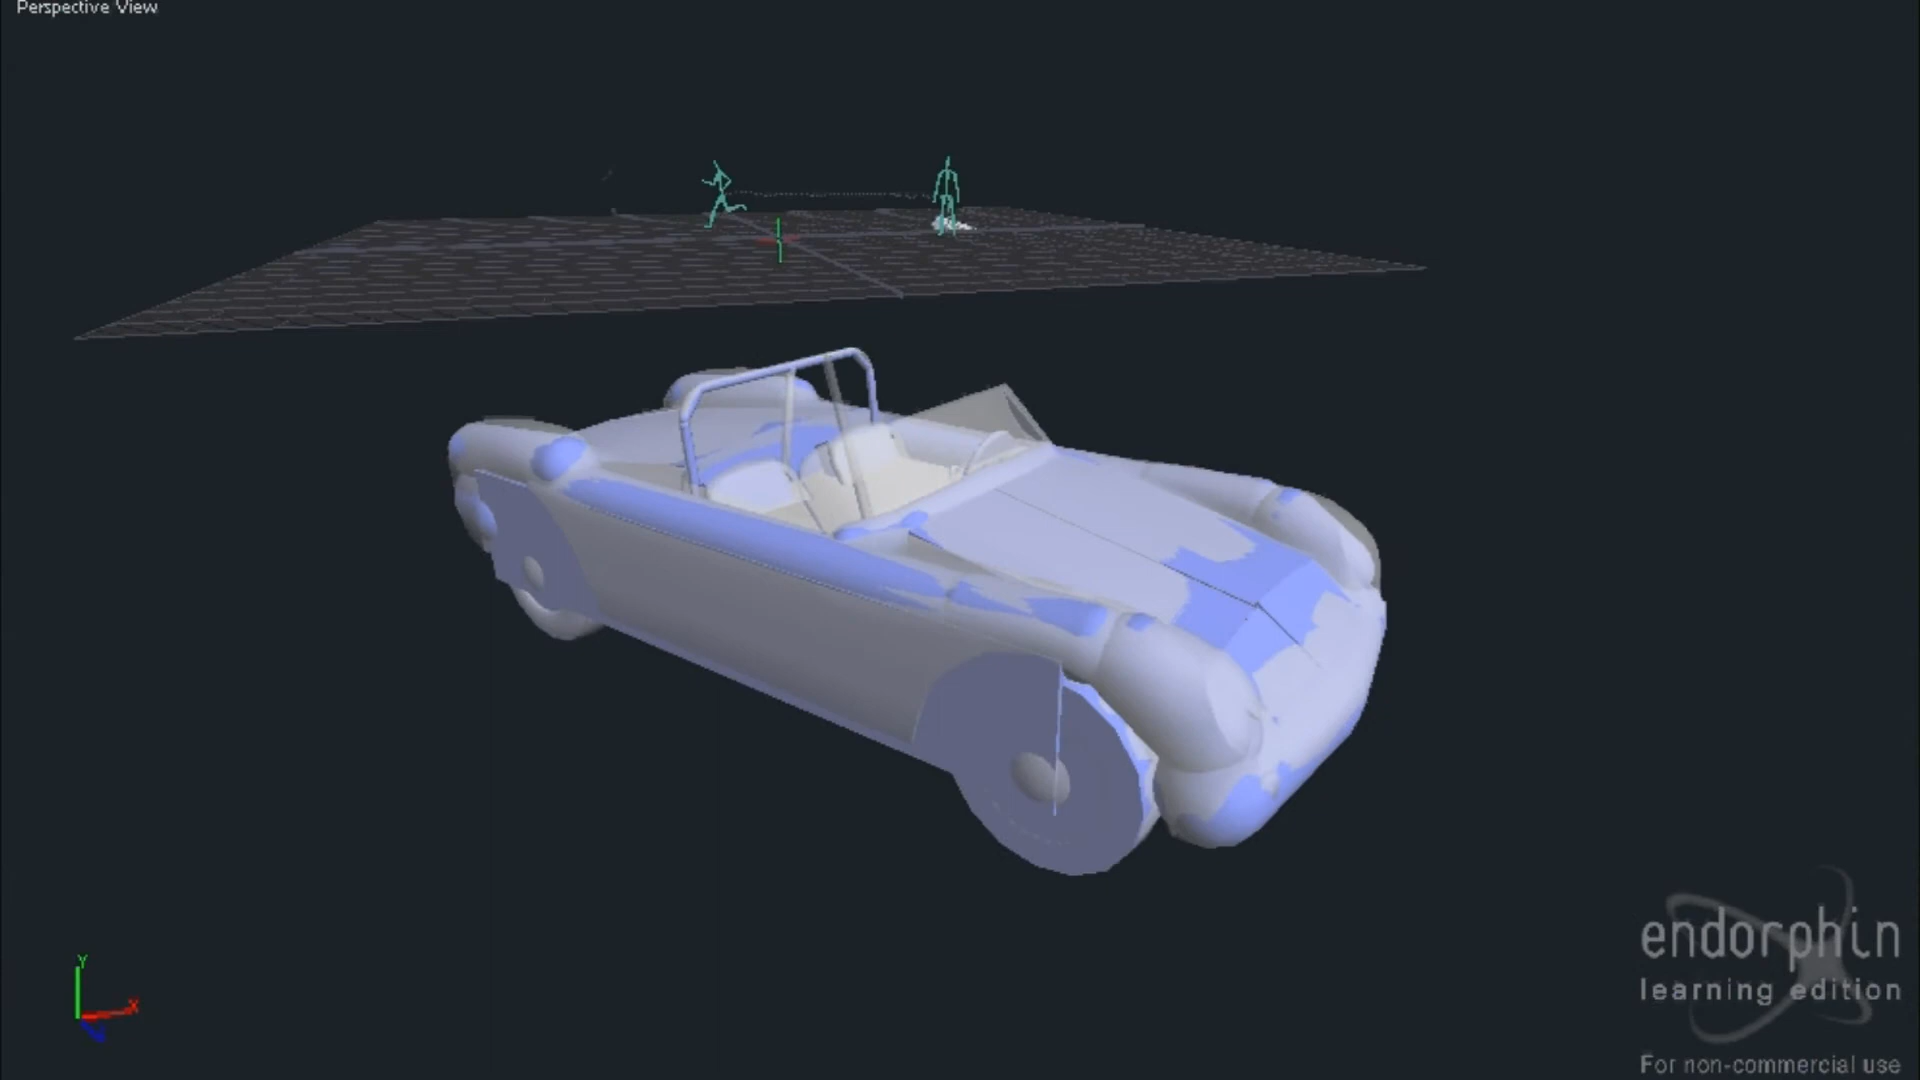 Perspective View
Y
X
endorphin
learning edition
For non-commercial use